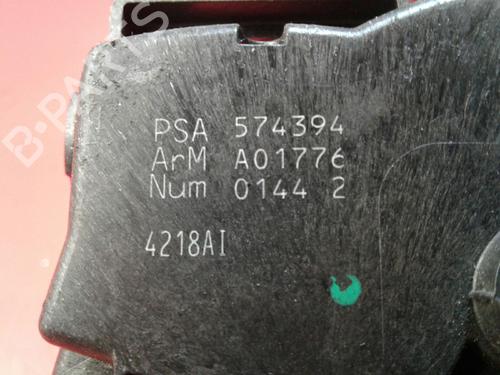 B-PARTS
PSA 574394
ArM A01776
Num 0144 2
4218AI